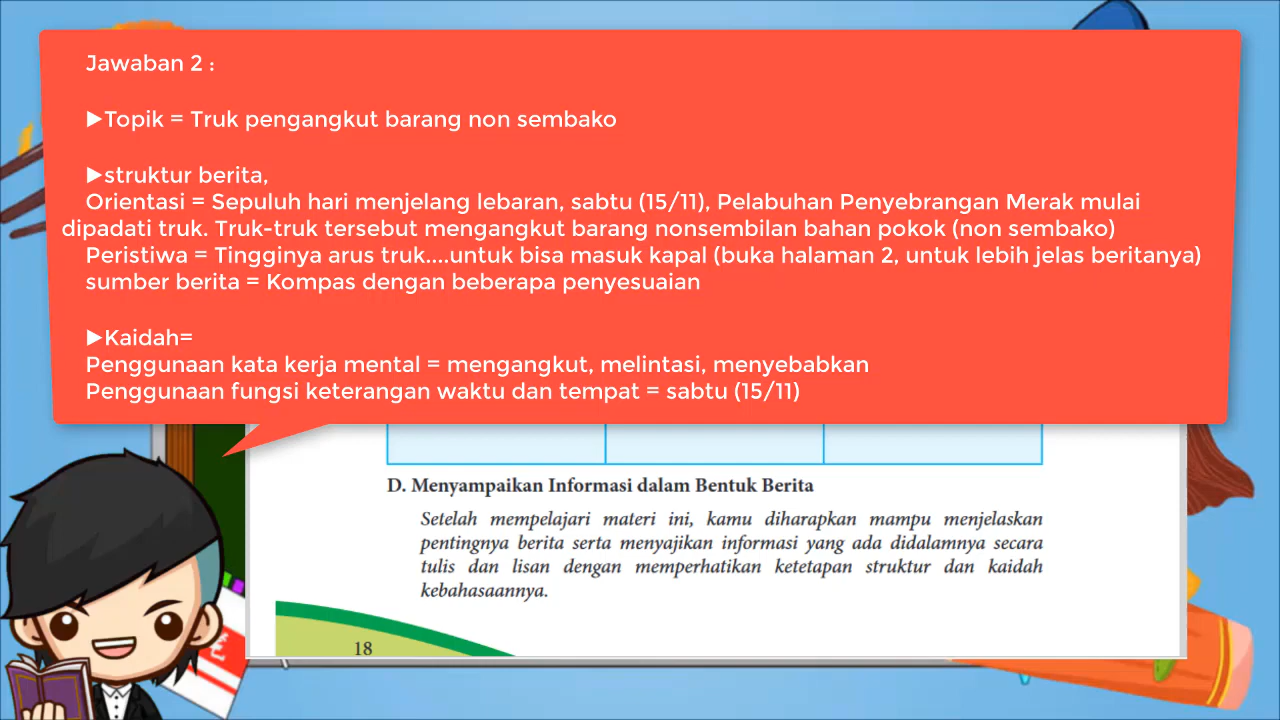 Jawaban 2 :
▶Topik = Truk pengangkut barang non sembako
▶struktur berita,
Orientasi = Sepuluh hari menjelang lebaran, sabtu (15/11), Pelabuhan Penyebrangan Merak mulai
dipadati truk. Truk-truk tersebut mengangkut barang nonsembilan bahan pokok (non sembako)
Peristiwa = Tingginya arus truk....untuk bisa masuk kapal (buka halaman 2, untuk lebih jelas beritanya)
sumber berita = Kompas dengan beberapa penyesuaian
▶Kaidah=
Penggunaan kata kerja mental = mengangkut, melintasi, menyebabkan
Penggunaan fungsi keterangan waktu dan tempat = sabtu (15/11)
D. Menyampaikan Informasi dalam Bentuk Berita
Setelah mempelajari materi ini, kamu diharapkan mampu menjelaskan
pentingnya berita serta menyajikan informasi yang ada didalamnya secara
tulis dan lisan dengan memperhatikan ketetapan struktur dan kaidah
kebahasaannya.
18